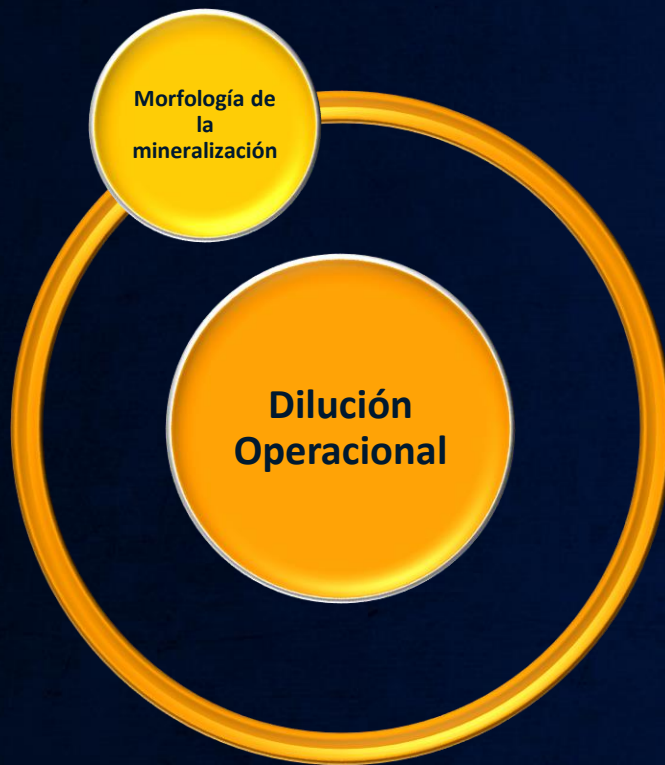 Morfología de
la
mineralización
Dilución
Operacional